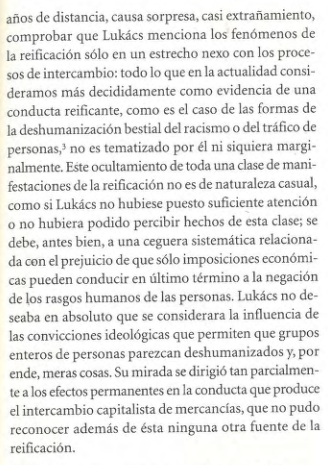 años de distancia, causa sorpresa, casi extrañamiento,
comprobar que Lukács menciona los fenómenos de
la reificación sólo en un estrecho nexo con los proce-
sos de intercambio: todo lo que en la actualidad consi-
deramos más decididamente como evidencia de una
conducta reificante, como es el caso de las formas de
la deshumanización bestial del racismo o del tráfico de
personas,³ no es tematizado por él ni siquiera margi-
nalmente. Este ocultamiento de toda una clase de mani-
festaciones de la reificación no es de naturaleza casual,
como si Lukács no hubiese puesto suficiente atención
o no hubiera podido percibir hechos de esta clase; se
debe, antes bien, a una ceguera sistemática relaciona-
da con el prejuicio de que sólo imposiciones económi-
cas pueden conducir en último término a la negación
de los rasgos humanos de las personas. Lukács no de-
seaba en absoluto que se considerara la influencia de
las convicciones ideológicas que permiten que grupos
enteros de personas parezcan deshumanizados y, por
ende, meras cosas. Su mirada se dirigió tan parcialmen-
te a los efectos permanentes en la conducta que produce
el intercambio capitalista de mercancías, que no pudo
reconocer además de ésta ninguna otra fuente de la
reificación.